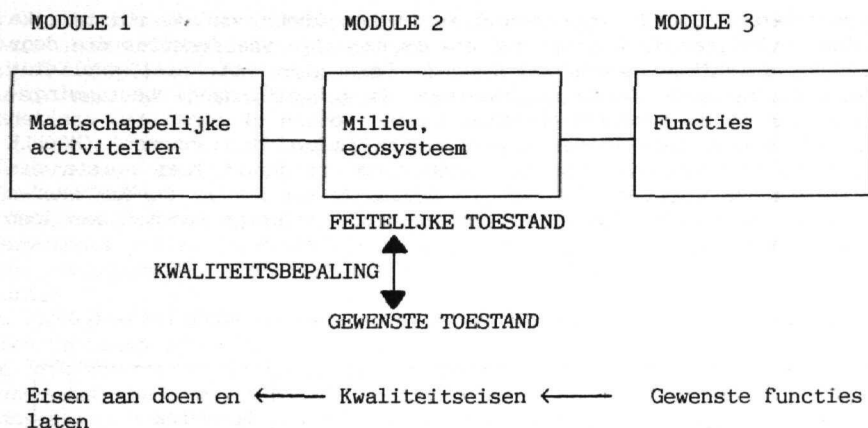 MODULE 1 MODULE 2 MODULE 3
Maatschappelijke Milieu, Functies
activiteiten ecosysteem
FEITELIJKE TOESTAND
KWALITEITSBEPALING
GEWENSTE TOESTAND
Eisen aan doen en Kwaliteitseisen Gewenste functies
laten